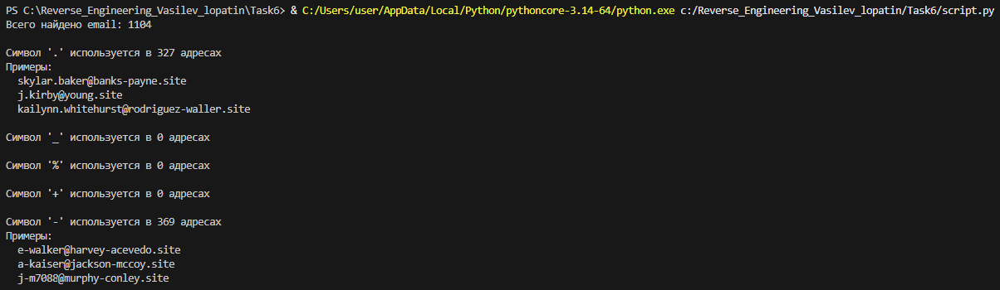 PS C:\Reverse_Engineering_Vasilev_lopatin\Task6> & C:/Users/user/AppData/Local/Python/pythoncore-3.14-64/python.exe c:/Reverse_Engineering_Vasilev_lopatin/Task6/script.py
Всего найдено email: 1104
Символ '.' используется в 327 адресах
Примеры:
skylar.baker@banks-payne.site
j.kirby@young.site
kailynn.whitehurst@rodriguez-waller.site
Символ '_' используется в 0 адресах
Символ '%' используется в 0 адресах
Символ '+' используется в 0 адресах
Символ '-' используется в 369 адресах
Примеры:
e-walker@harvey-acevedo.site
a-kaiser@jackson-mccoy.site
j-m7088@murphy-conley.site